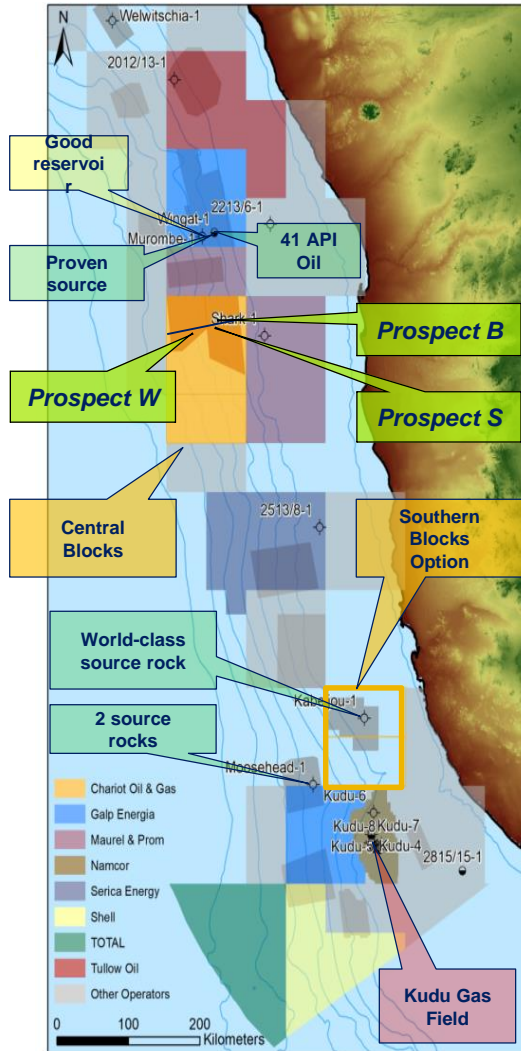 N
Welwitschia-1
2012/13-1
Good
reservoi
r
2213/6-1
Wingat-1
Murombe-1
41 API
Oil
Proven
source
Shark-1
Prospect B
Prospect W
Prospect S
2513/8-1
Central
Blocks
Southern
Blocks
Option
World-class
source rock
Kabeljou-1
2 source
rocks
Moosehead-1
Kudu-6
Kudu-8
Kudu-7
Kudu-5
Kudu-4
2815/15-1
Chariot Oil & Gas
Galp Energia
Maurel & Prom
Namcor
Serica Energy
Shell
TOTAL
Tullow Oil
Other Operators
Kudu Gas
Field
0 100 200
Kilometers